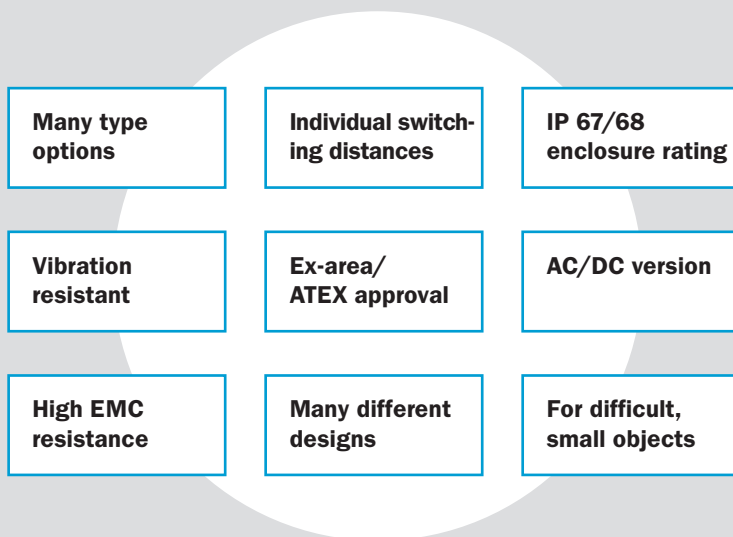 Many type
options
Individual switch-
ing distances
IP 67/68
enclosure rating
Vibration
resistant
Ex-area/
ATEX approval
AC/DC version
High EMC
resistance
Many different
designs
For difficult,
small objects